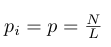 p_i = p = \frac{N}{L}